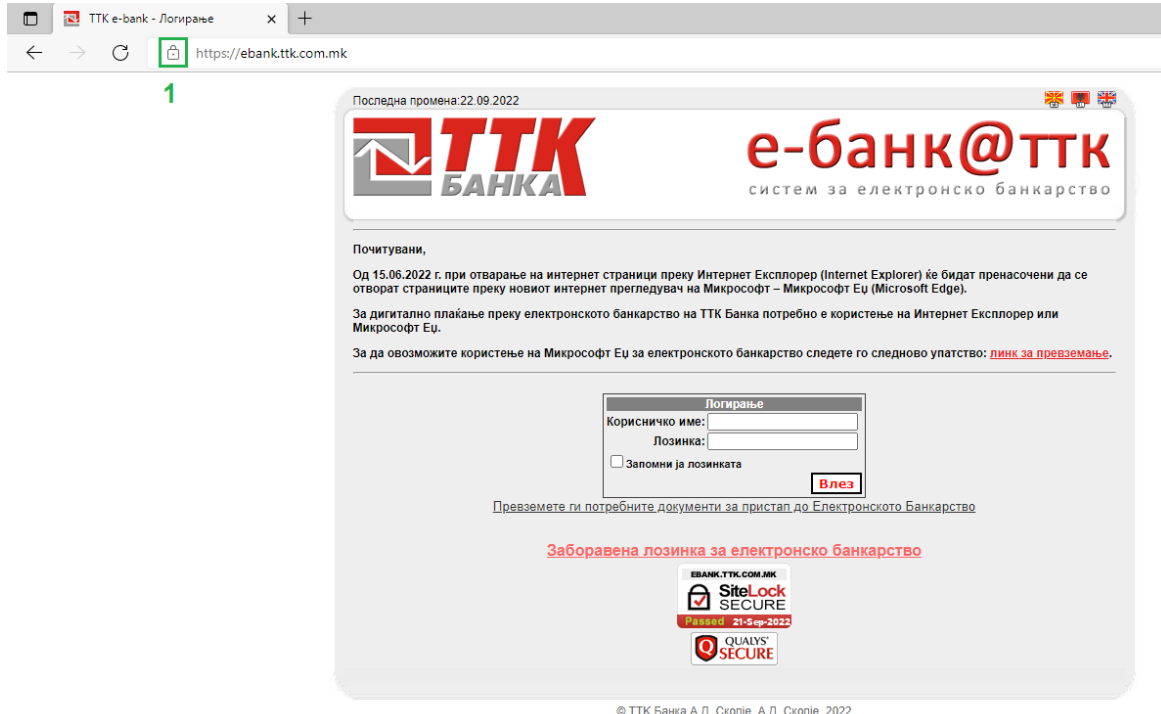 ТТК e-bank - Логирање
https://ebank.ttk.com.mk
1
Последна промена:22.09.2022
ТТК
БАНКА
е-банк@ттк
систем за електронско банкарство
Почитувани,
Од 15.06.2022 г. при отварање на интернет страници преку Интернет Експлорер (Internet Explorer) ќе бидат пренасочени да се
отворат страниците преку новиот интернет прегледувач на Микрософт – Микрософт Еџ (Microsoft Edge).
За дигитално плаќање преку електронското банкарство на ТТК Банка потребно е користење на Интернет Експлорер или
Микрософт Еџ.
За да овозможите користење на Микрософт Еџ за електронското банкарство следете го следново упатство: линк за превземање.
Логирање
Корисничко име:
Лозинка:
Запомни ја лозинката
Влез
Превземете ги потребните документи за пристап до Електронското Банкарство
Заборавена лозинка за електронско банкарство
EBANK.TTK.COM.MK
SiteLock
SECURE
Passed 21-Sep-2022
QUALYS'
SECURE
© ТТК Банка А.Д. Скопје, А.Д. Скопје, 2022